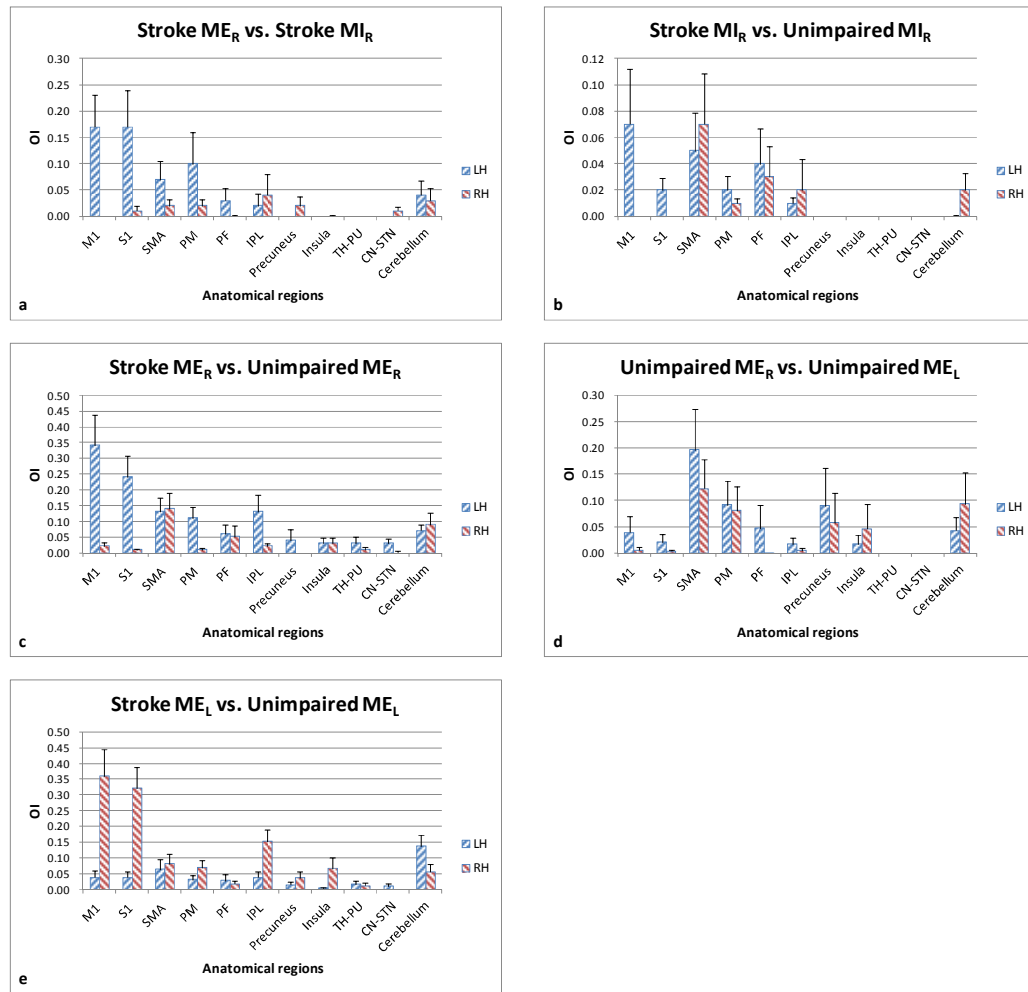 Stroke MER vs. Stroke MIR
0.30
0.25
0.20
0.15
0.10
0.05
0.00
OI
M1
S1
SMA
PM
PF
IPL
Precuneus
Insula
TH-PU
CN-STN
Cerebellum
LH
RH
Anatomical regions
a
Stroke MIR vs. Unimpaired MIR
0.12
0.10
0.08
0.06
0.04
0.02
0.00
OI
M1
S1
SMA
PM
PF
IPL
Precuneus
Insula
TH-PU
CN-STN
Cerebellum
LH
RH
Anatomical regions
b
Stroke MER vs. Unimpaired MER
0.50
0.45
0.40
0.35
0.30
0.25
0.20
0.15
0.10
0.05
0.00
OI
M1
S1
SMA
PM
PF
IPL
Precuneus
Insula
TH-PU
CN-STN
Cerebellum
LH
RH
Anatomical regions
c
Unimpaired MER vs. Unimpaired MEL
0.30
0.25
0.20
0.15
0.10
0.05
0.00
OI
M1
S1
SMA
PM
PF
IPL
Precuneus
Insula
TH-PU
CN-STN
Cerebellum
LH
RH
Anatomical regions
d
Stroke MEL vs. Unimpaired MEL
0.50
0.45
0.40
0.35
0.30
0.25
0.20
0.15
0.10
0.05
0.00
OI
M1
S1
SMA
PM
PF
IPL
Precuneus
Insula
TH-PU
CN-STN
Cerebellum
LH
RH
Anatomical regions
e